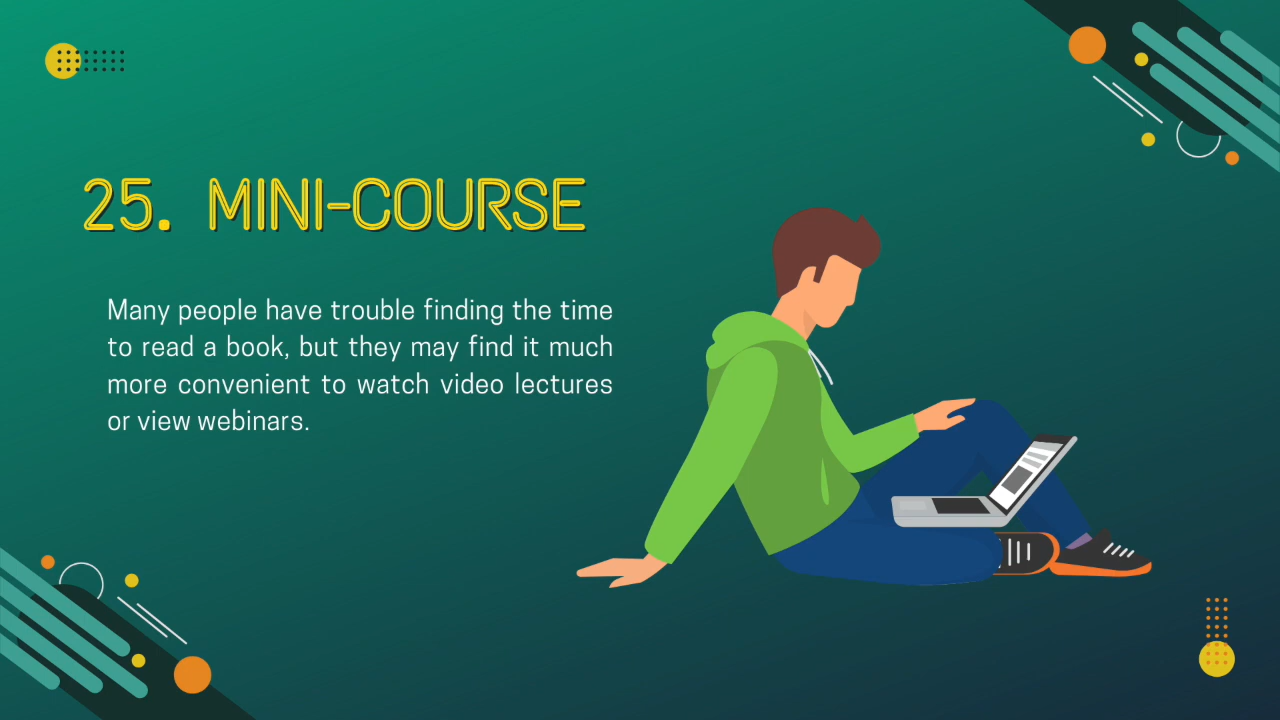 25. MINI-COURSE
Many people have trouble finding the time
to read a book, but they may find it much
more convenient to watch video lectures
or view webinars.